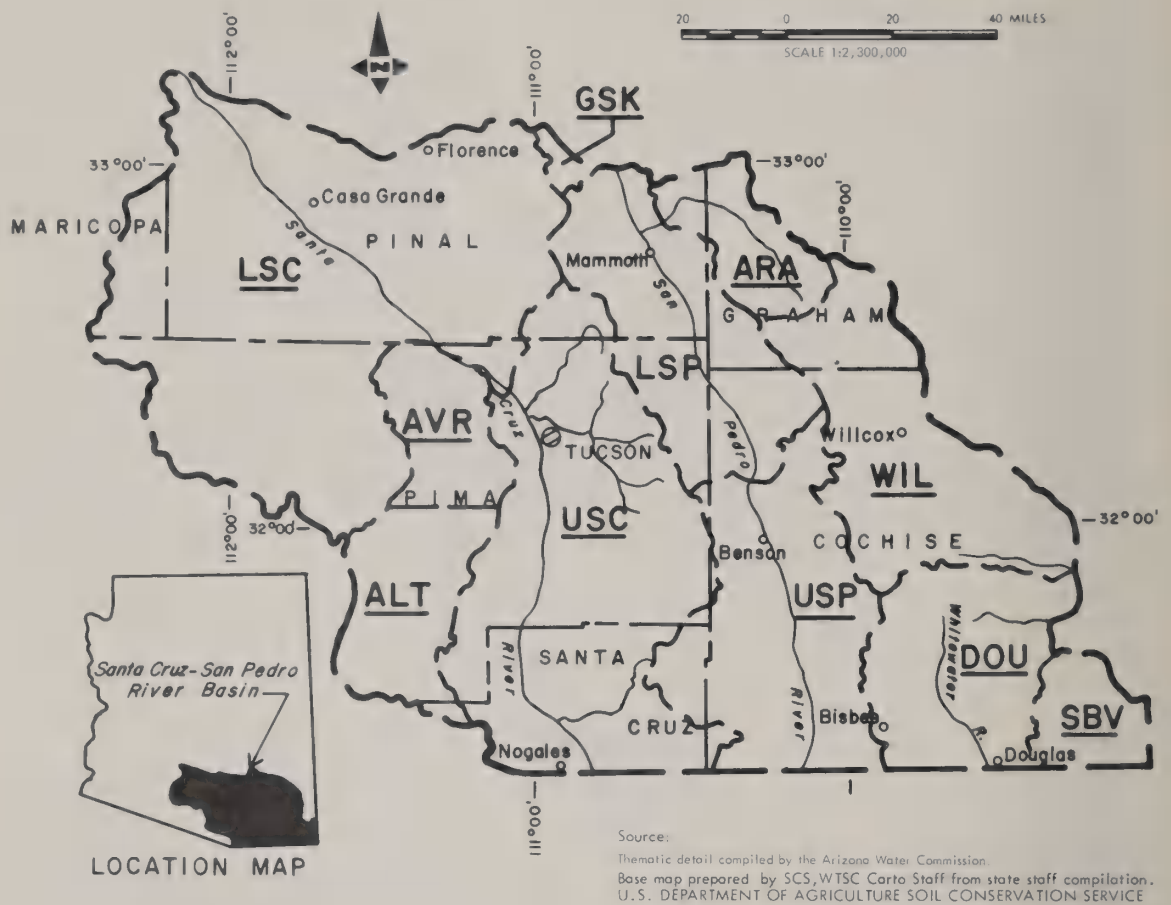 20 0 20 40 MILES
SCALE 1:2,300,000
N
112°00'
111°00'
GSK
33°00'
Florence
33°00'
Casa Grande
110°00'
MARICOPA
Santa
PINAL
LSC
Mammoth
San
ARA
GRAHAM
LSP
Cruz
AVR
TUCSON
Pedro
Willcox
WIL
PIMA
USC
112°00'
32°00'
32°00'
Benson
COCHISE
ALT
USP
River
SANTA
Whitewater
DOU
Santa Cruz-San Pedro
River Basin
CRUZ
River
Bisbee
R.
SBV
Nogales
Douglas
111°00'
LOCATION MAP
Source:
Thematic detail compiled by the Arizona Water Commission.
Base map prepared by SCS, WTSC Carto Staff from state staff compilation.
U.S. DEPARTMENT OF AGRICULTURE SOIL CONSERVATION SERVICE